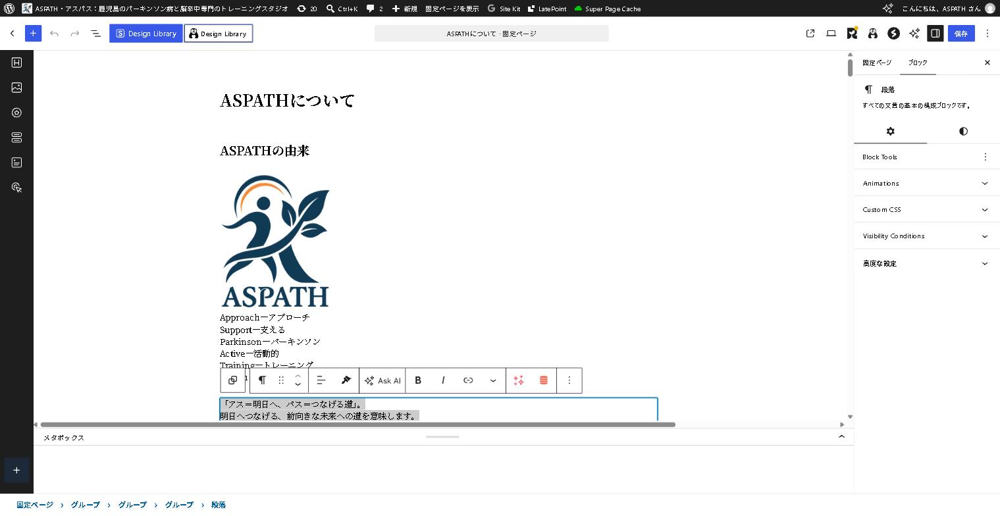 ASPATH・アスパス：鹿児島のパーキンソン病と脳卒中専門のトレーニングスタジオ 20 Ctrl+K 2 新規 固定ページを表示 Site Kit LatePoint Super Page Cache こんにちは、ASPATH さん
Design Library Design Library ASPATHについて · 固定ページ 保存
固定ページ ブロック
段落
すべての文章の基本の構成ブロックです。
Block Tools
Animations
Custom CSS
Visibility Conditions
高度な設定
ASPATHについて
ASPATHの由来
ASPATH
Approachーアプローチ
Supportー支える
Parkinsonーパーキンソン
Activeー活動的
Trainingートレーニング
Ask AI B I
「アス＝明日へ、パス＝つなげる道」。
明日へつなげる、前向きな未来への道を意味します。
メタボックス
固定ページ › グループ › グループ › グループ › 段落